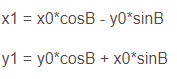 x1 = x0*cosB - y0*sinB
y1 = y0*cosB + x0*sinB